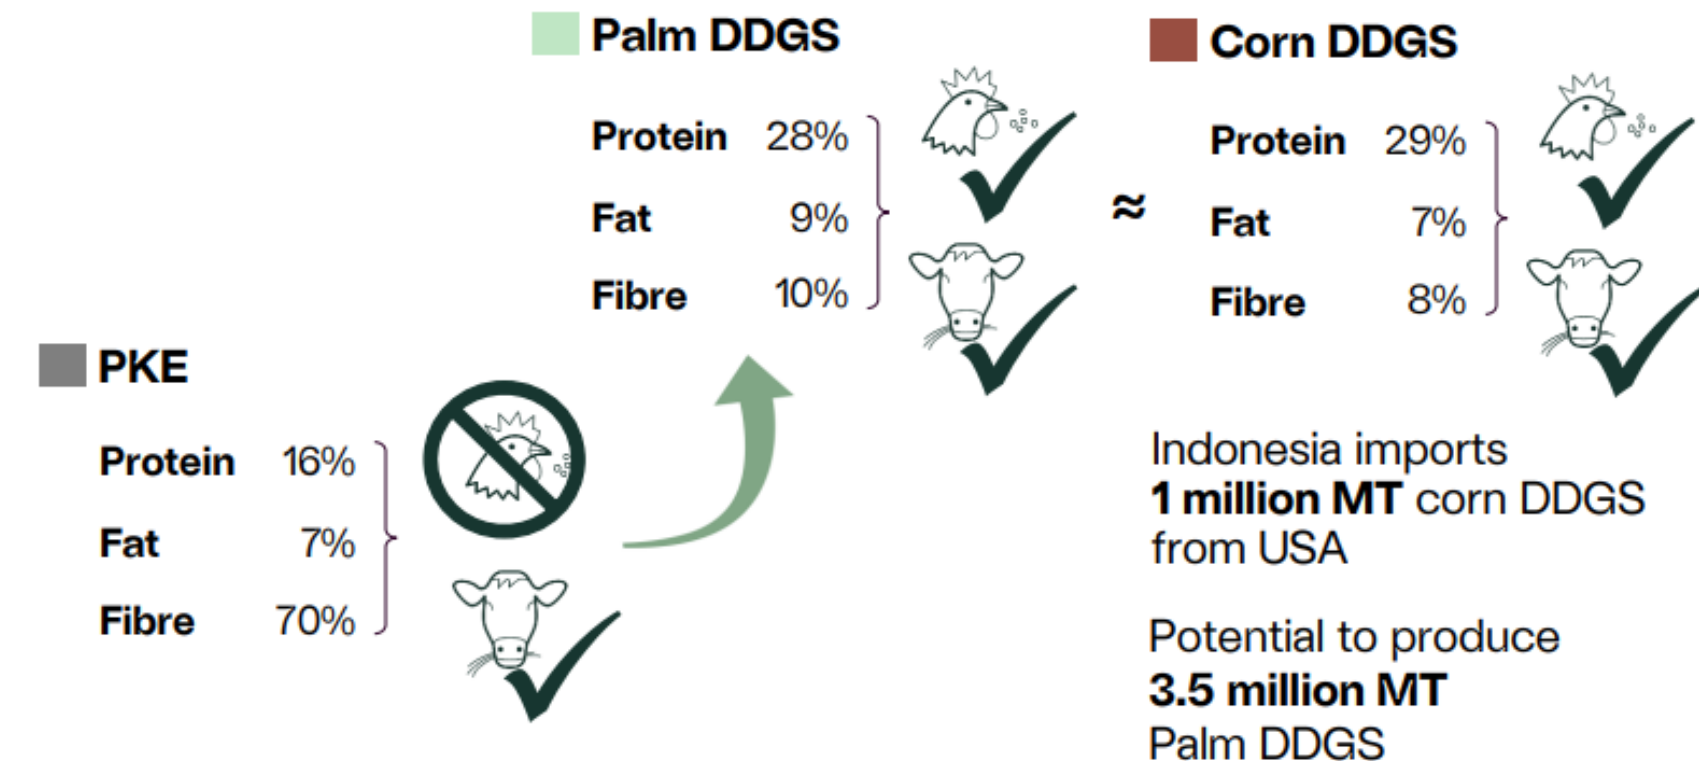 Palm DDGS
Protein 28%
Fat 9%
Fibre 10%
≈
Corn DDGS
Protein 29%
Fat 7%
Fibre 8%
PKE
Protein 16%
Fat 7%
Fibre 70%
Indonesia imports
1 million MT corn DDGS
from USA
Potential to produce
3.5 million MT
Palm DDGS